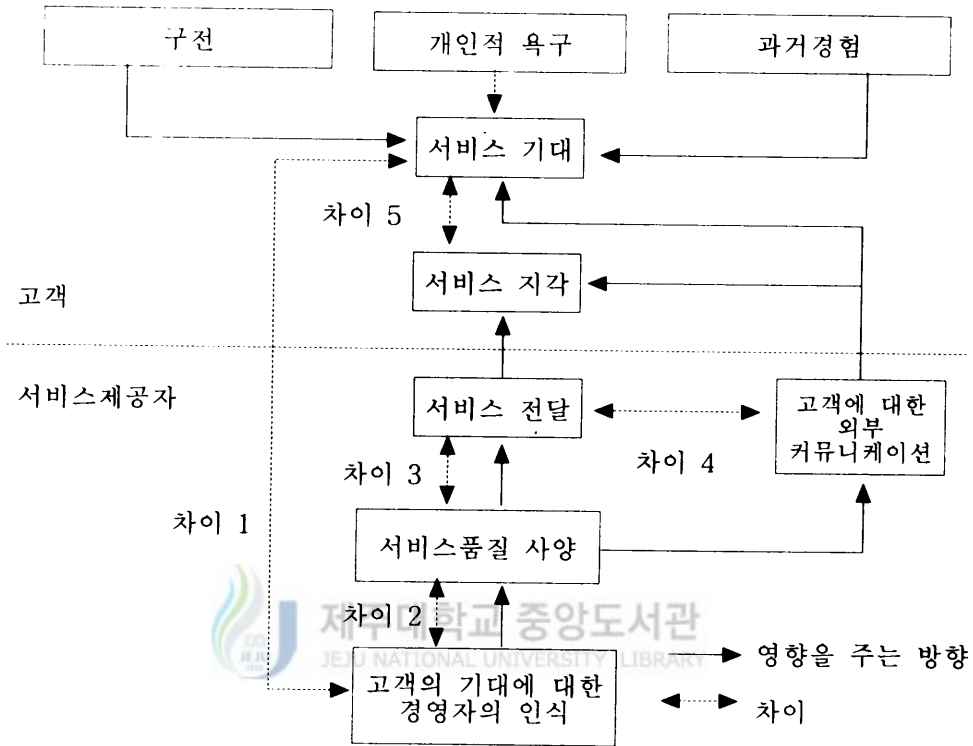 구전
개인적 욕구
과거경험
서비스 기대
차이 5
서비스 지각
고객
서비스제공자
서비스 전달
고객에 대한
외부
커뮤니케이션
차이 4
차이 3
차이 1
서비스품질 사양
차이 2
제주대학교 중앙도서관
JEJU NATIONAL UNIVERSITY LIBRARY
고객의 기대에 대한
경영자의 인식
영향을 주는 방향
차이